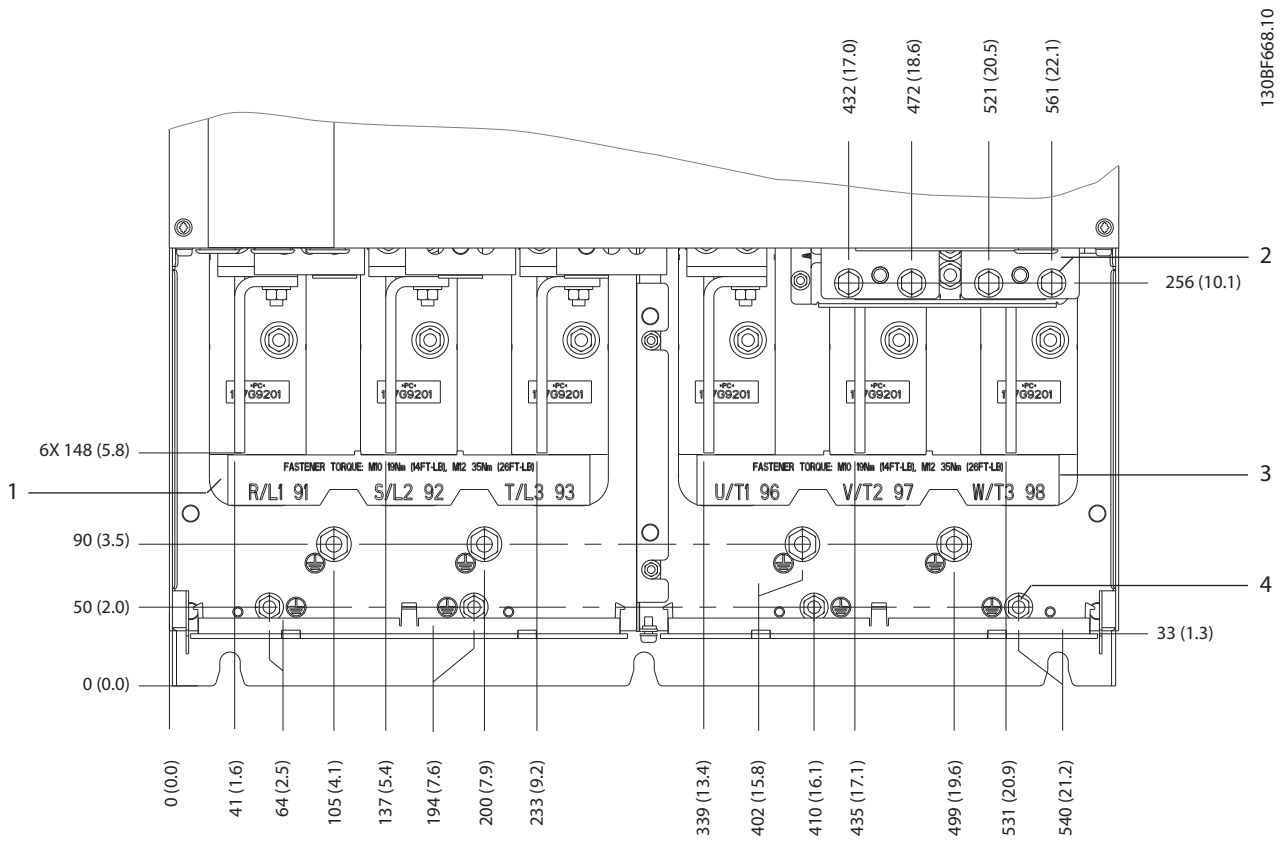 130BF668.10
432 (17.0)
472 (18.6)
521 (20.5)
561 (22.1)
2
256 (10.1)
»PC«
»PC«
»PC«
»PC«
»PC«
»PC«
6X 148 (5.8)
FASTENER TORQUE: M10 19Nm (14FT-LB), M12 35Nm (26FT-LB)
FASTENER TORQUE: M10 19Nm (14FT-LB), M12 35Nm (26FT-LB)
3
1
R/L1 91
S/L2 92
T/L3 93
U/T1 96
V/T2 97
W/T3 98
90 (3.5)
50 (2.0)
4
33 (1.3)
0 (0.0)
0 (0.0)
41 (1.6)
64 (2.5)
105 (4.1)
137 (5.4)
194 (7.6)
200 (7.9)
233 (9.2)
339 (13.4)
402 (15.8)
410 (16.1)
435 (17.1)
499 (19.6)
531 (20.9)
540 (21.2)